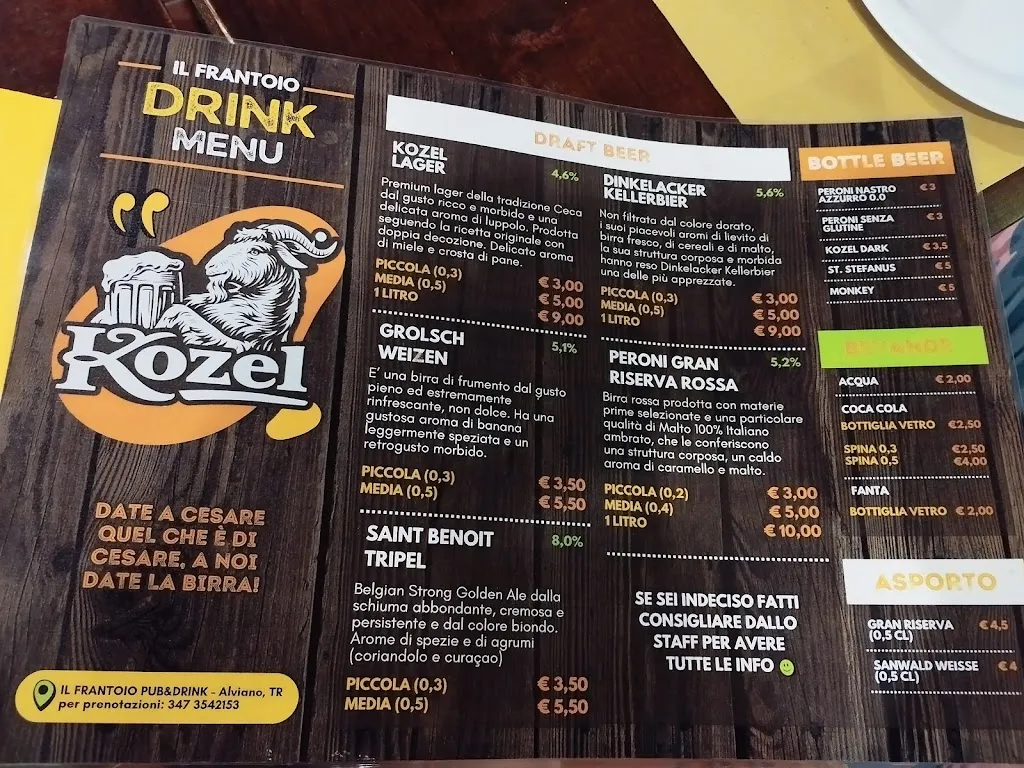 IL FRANTOIO
DRINK
MENU
Kozel
DATE A CESARE
QUEL CHE È DI
CESARE, A NOI
DATE LA BIRRA!
IL FRANTOIO PUB&DRINK - Alviano, TR
per prenotazioni: 347 3542153
DRAFT BEER
KOZEL
LAGER 4,6%
Premium lager della tradizione Ceca
dal gusto ricco e morbido e una
delicata aroma di luppolo. Prodotta
seguendo la ricetta originale con
doppia decozione. Delicato aroma
di miele e crosta di pane.
PICCOLA (0,3) € 3,00
MEDIA (0,5) € 5,00
1 LITRO € 9,00
GROLSCH
WEIZEN 5,1%
E' una birra di frumento dal gusto
pieno ed estremamente
rinfrescante, non dolce. Ha una
gustosa aroma di banana
leggermente speziata e un
retrogusto morbido.
PICCOLA (0,3) € 3,50
MEDIA (0,5) € 5,50
SAINT BENOIT 8,0%
TRIPEL
Belgian Strong Golden Ale dalla
schiuma abbondante, cremosa e
persistente e dal colore biondo.
Arome di spezie e di agrumi
(coriandolo e curaçao)
PICCOLA (0,3) € 3,50
MEDIA (0,5) € 5,50
DINKELACKER 5,6%
KELLERBIER
Non filtrata dal colore dorato,
i suoi piacevoli aromi di lievito di
birra fresco, di cereali e di malto,
la sua struttura corposa e morbida
hanno reso Dinkelacker Kellerbier
una delle più apprezzate.
PICCOLA (0,3) € 3,00
MEDIA (0,5) € 5,00
1 LITRO € 9,00
PERONI GRAN 5,2%
RISERVA ROSSA
Birra rossa prodotta con materie
prime selezionate e una particolare
qualità di Malto 100% Italiano
ambrato, che le conferiscono
una struttura corposa, un caldo
aroma di caramello e malto.
PICCOLA (0,2) € 3,00
MEDIA (0,4) € 5,00
1 LITRO € 10,00
SE SEI INDECISO FATTI
CONSIGLIARE DALLO
STAFF PER AVERE
TUTTE LE INFO
BOTTLE BEER
PERONI NASTRO € 3
AZZURRO 0.0
PERONI SENZA € 3
GLUTINE
KOZEL DARK € 3,5
ST. STEFANUS € 5
MONKEY € 5
BEVANDE
ACQUA € 2,00
COCA COLA
BOTTIGLIA VETRO €2,50
SPINA 0,3 €2,50
SPINA 0,5 €4,00
FANTA
BOTTIGLIA VETRO € 2,00
ASPORTO
GRAN RISERVA € 4,5
(0,5 CL)
SANWALD WEISSE € 4
(0,5 CL)